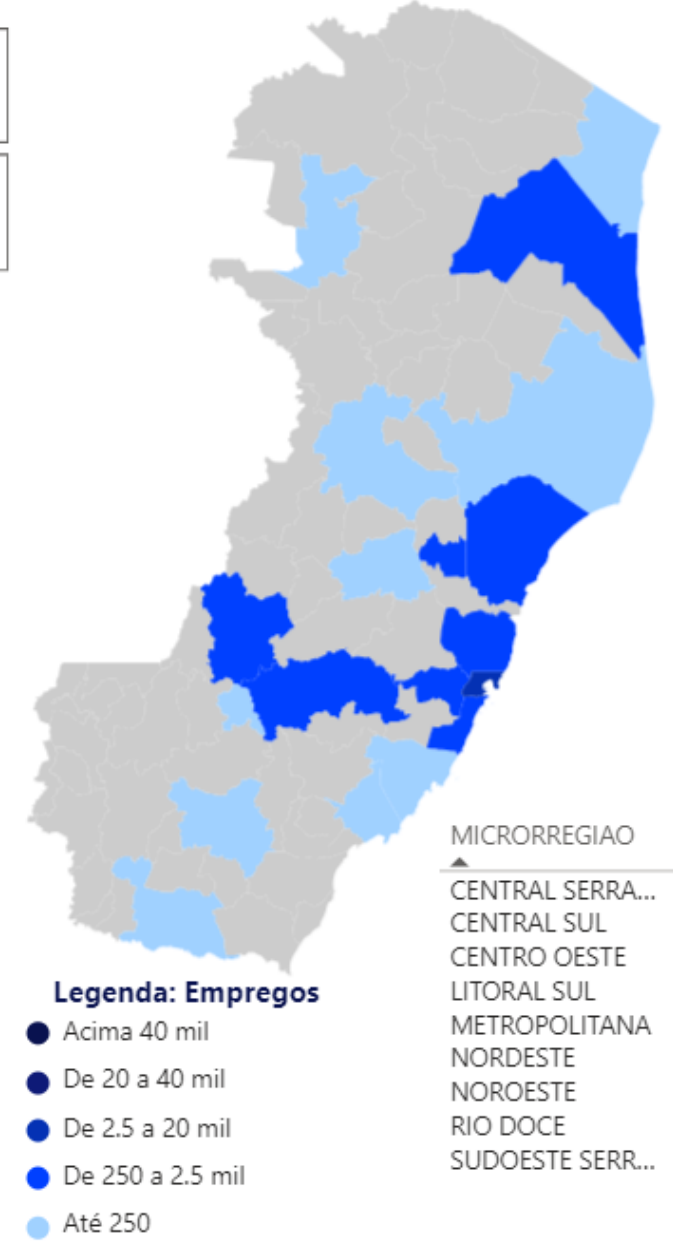 MICRORREGIAO
CENTRAL SERRA...
CENTRAL SUL
CENTRO OESTE
LITORAL SUL
METROPOLITANA
NORDESTE
NOROESTE
RIO DOCE
SUDOESTE SERR...
Legenda: Empregos
Acima 40 mil
De 20 a 40 mil
De 2.5 a 20 mil
De 250 a 2.5 mil
Até 250